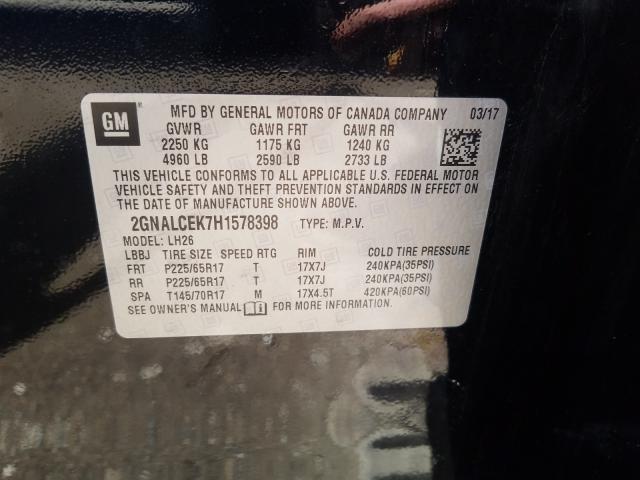 GM
MFD BY GENERAL MOTORS OF CANADA COMPANY 03/17
GVWR GAWR FRT GAWR RR
2250 KG 1175 KG 1240 KG
4960 LB 2590 LB 2733 LB
THIS VEHICLE CONFORMS TO ALL APPLICABLE U.S. FEDERAL MOTOR
VEHICLE SAFETY AND THEFT PREVENTION STANDARDS IN EFFECT ON
THE DATE OF MANUFACTURE SHOWN ABOVE.
2GNALCEK7H1578398 TYPE: M.P.V.
MODEL: LH26
LBBJ TIRE SIZE SPEED RTG RIM COLD TIRE PRESSURE
FRT P225/65R17 T 17X7J 240KPA(35PSI)
RR P225/65R17 T 17X7J 240KPA(35PSI)
SPA T145/70R17 M 17X4.5T 420KPA(60PSI)
SEE OWNER'S MANUAL FOR MORE INFORMATION.